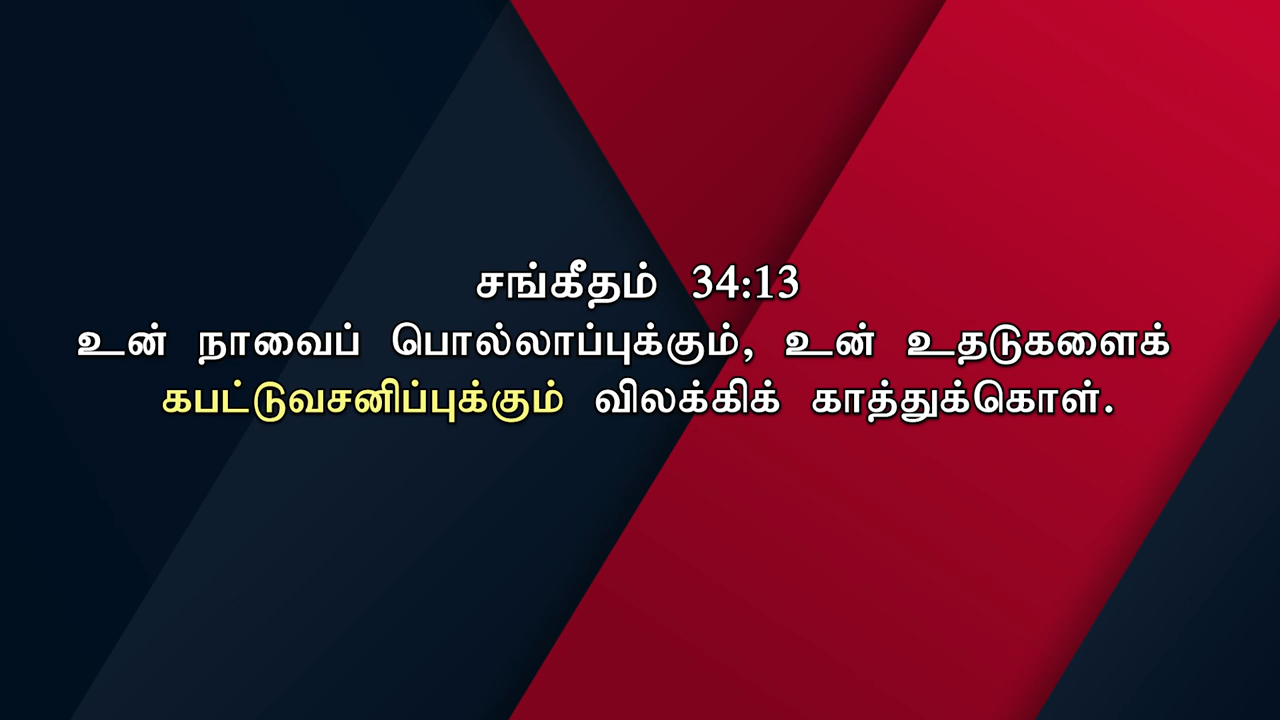 சங்கீதம் 34:13
உன் நாவைப் பொல்லாப்புக்கும், உன் உதடுகளைக்
கபட்டுவசனிப்புக்கும் விலக்கிக் காத்துக்கொள்.